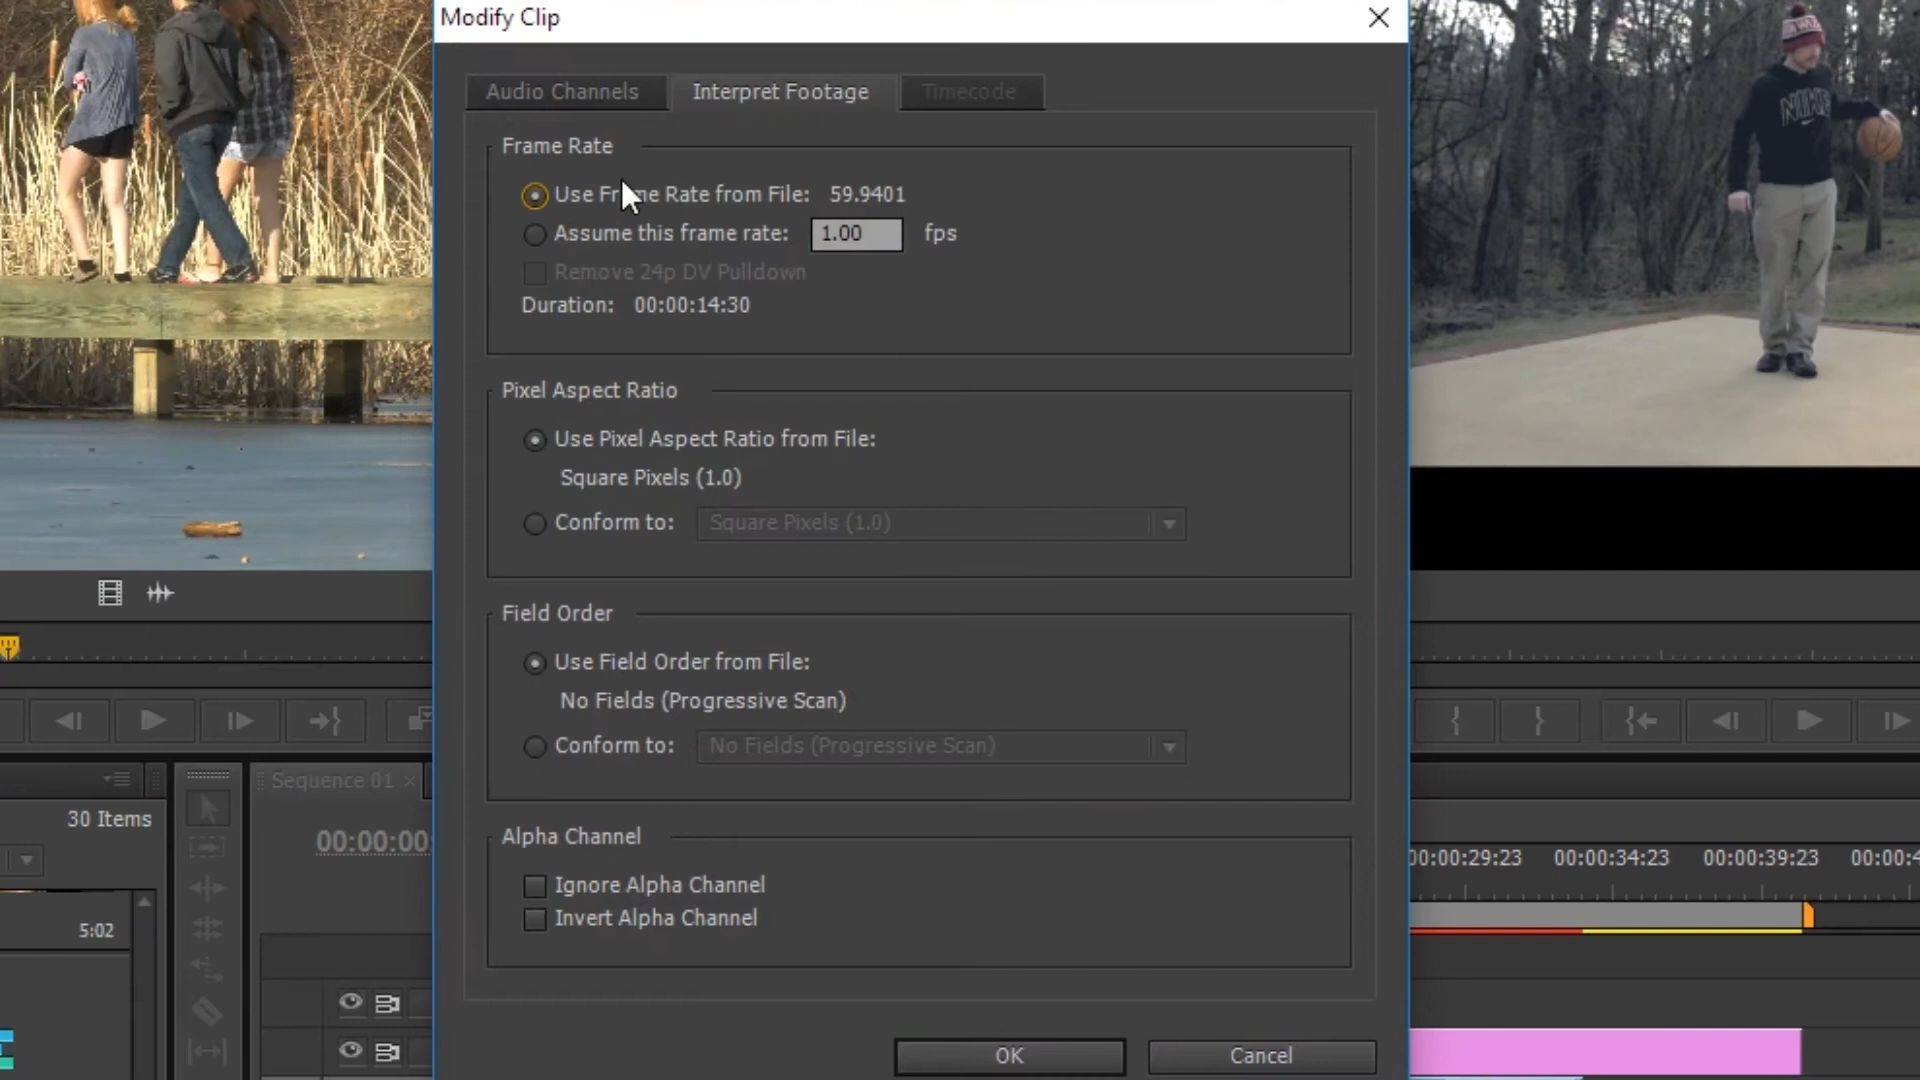 Modify Clip
Audio Channels
Interpret Footage
Timecode
Frame Rate
Use Frame Rate from File: 59.9401
Assume this frame rate: 1.00 fps
Remove 24p DV Pulldown
Duration: 00:00:14:30
Pixel Aspect Ratio
Use Pixel Aspect Ratio from File:
Square Pixels (1.0)
Conform to: Square Pixels (1.0)
Field Order
Use Field Order from File:
No Fields (Progressive Scan)
Conform to: No Fields (Progressive Scan)
Alpha Channel
Ignore Alpha Channel
Invert Alpha Channel
OK
Cancel
NIKE
Sequence 01
30 Items
00:00:00
5:02
00:00:29:23
00:00:34:23
00:00:39:23
00:00:4